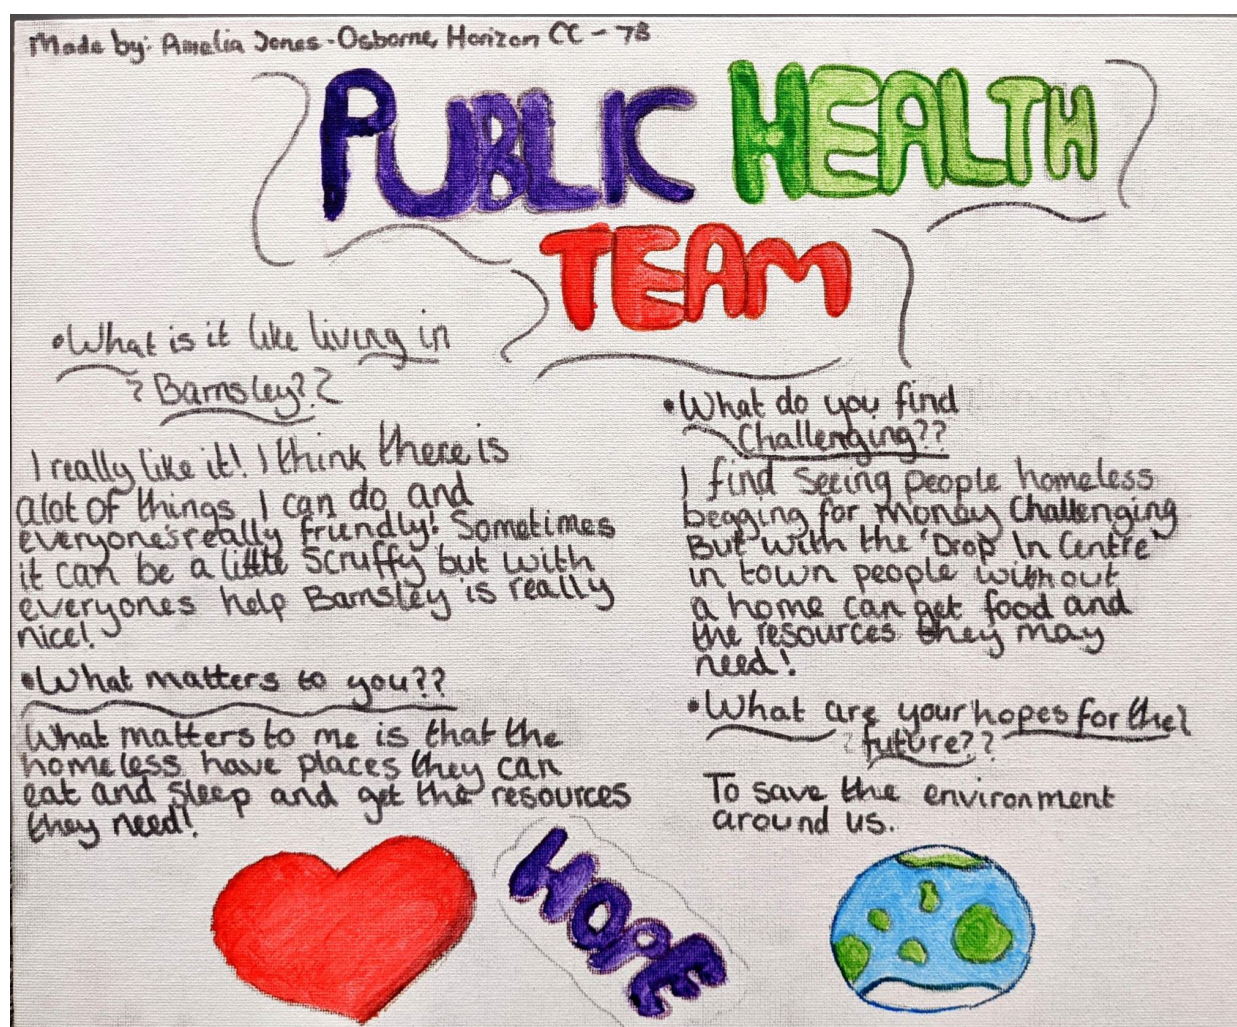 Made by: Amelia Jones-Osborne, Horizon CC - 7B
PUBLIC HEALTH
TEAM
•What is it like living in
Barnsley??
I really like it! I think there is
alot of things I can do and
everyone's really friendly! Sometimes
it can be a little scruffy but with
everyones help Barnsley is really
nice!
•What matters to you??
What matters to me is that the
homeless have places they can
eat and sleep and get the resources
they need!
•What do you find
Challenging??
I find seeing people homeless
begging for money Challenging
But with the 'Drop In Centre'
in town people without
a home can get food and
the resources they may
need!
•What are your hopes for the
future??
To save the environment
around us.
HOPE